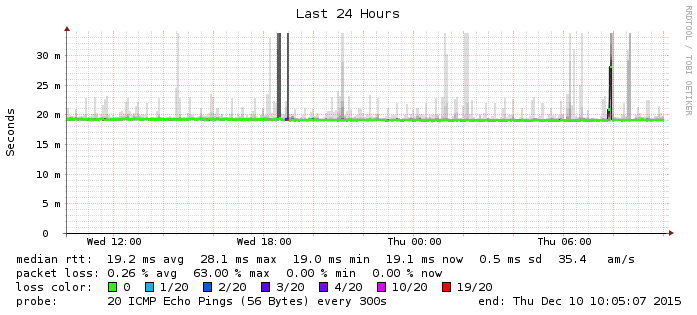 Last 24 Hours
RRDTOOL / TOBI OETIKER
Seconds
30 m
25 m
20 m
15 m
10 m
5 m
0
Wed 12:00 Wed 18:00 Thu 00:00 Thu 06:00
median rtt: 19.2 ms avg 28.1 ms max 19.0 ms min 19.1 ms now 0.5 ms sd 35.4 am/s
packet loss: 0.26 % avg 63.00 % max 0.00 % min 0.00 % now
loss color: 0 1/20 2/20 3/20 4/20 10/20 19/20
probe: 20 ICMP Echo Pings (56 Bytes) every 300s end: Thu Dec 10 10:05:07 2015